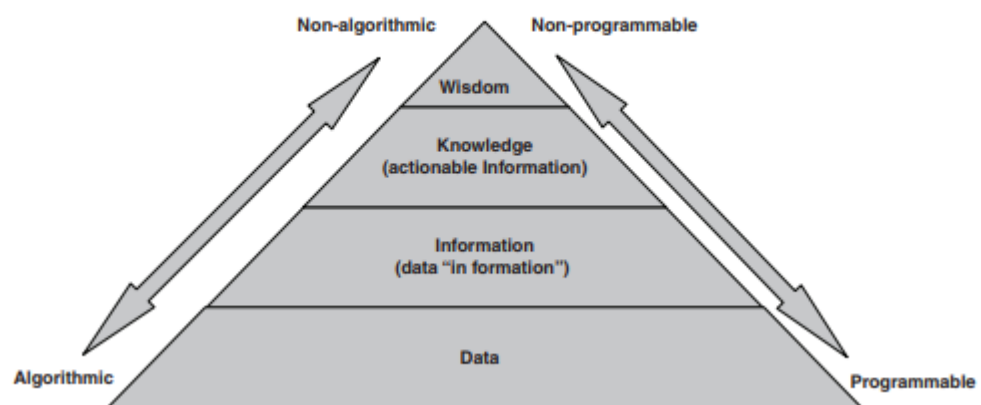 Non-algorithmic
Non-programmable
Wisdom
Knowledge
(actionable Information)
Information
(data “in formation”)
Data
Algorithmic
Programmable